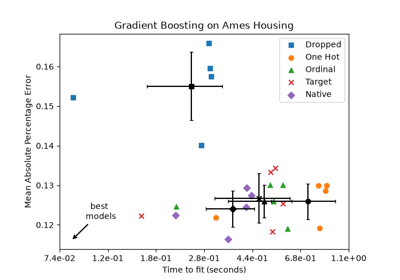 Gradient Boosting on Ames Housing
Mean Absolute Percentage Error
0.16
0.15
0.14
0.13
0.12
Dropped
One Hot
Ordinal
Target
Native
best
models
7.4e-02 1.2e-01 1.8e-01 2.8e-01 4.4e-01 6.8e-01 1.1e+00
Time to fit (seconds)